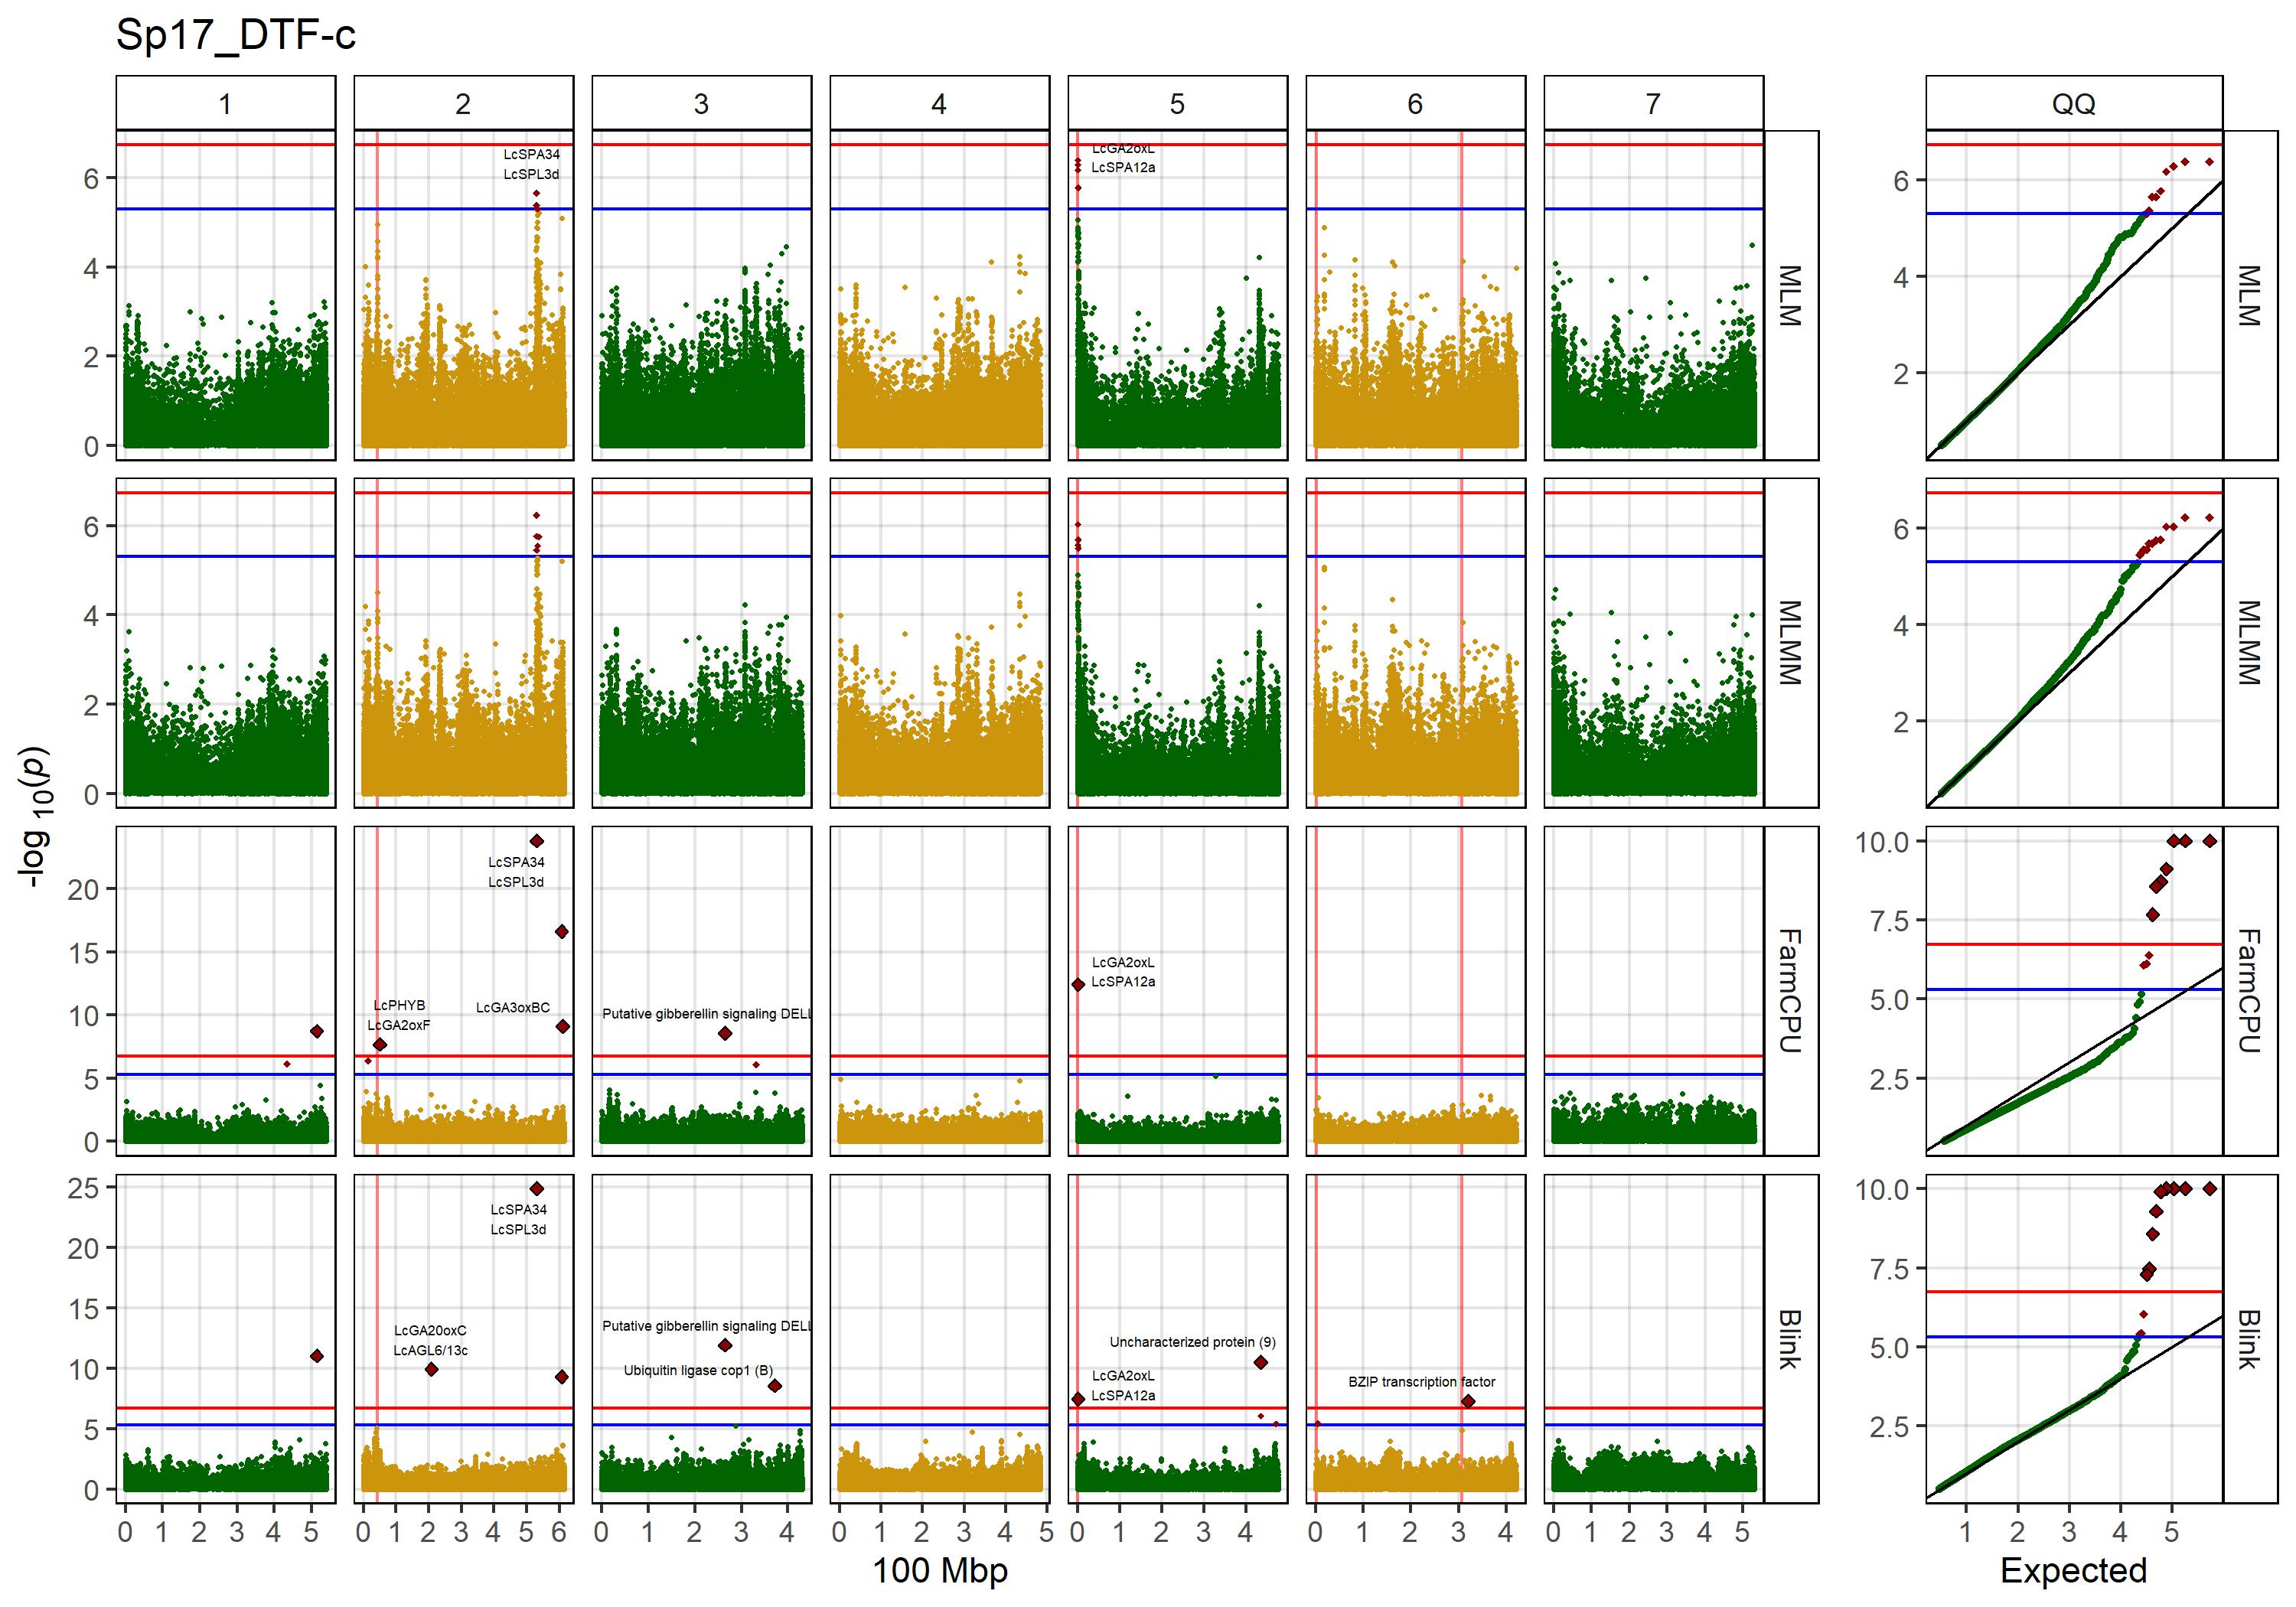 Sp17_DTF-c
1 2 3 4 5 6 7 QQ
LcSPA34
LcSPL3d
LcGA2oxL
LcSPA12a
6
4
2
0
MLM
6
4
2
MLM
6
4
2
0
MLMM
6
4
2
MLMM
-log 10(p)
LcSPA34
LcSPL3d
LcPHYB
LcGA2oxF
LcGA3oxBC
Putative gibberellin signaling DELL
LcGA2oxL
LcSPA12a
20
15
10
5
0
FarmCPU
10.0
7.5
5.0
2.5
FarmCPU
LcSPA34
LcSPL3d
LcGA20oxC
LcAGL6/13c
Putative gibberellin signaling DELL
Ubiquitin ligase cop1 (B)
Uncharacterized protein (9)
LcGA2oxL
LcSPA12a
BZIP transcription factor
25
20
15
10
5
0
Blink
10.0
7.5
5.0
2.5
Blink
0 1 2 3 4 5 0 1 2 3 4 5 6 0 1 2 3 4 0 1 2 3 4 5 0 1 2 3 4 0 1 2 3 4 0 1 2 3 4 5 1 2 3 4 5
100 Mbp
Expected